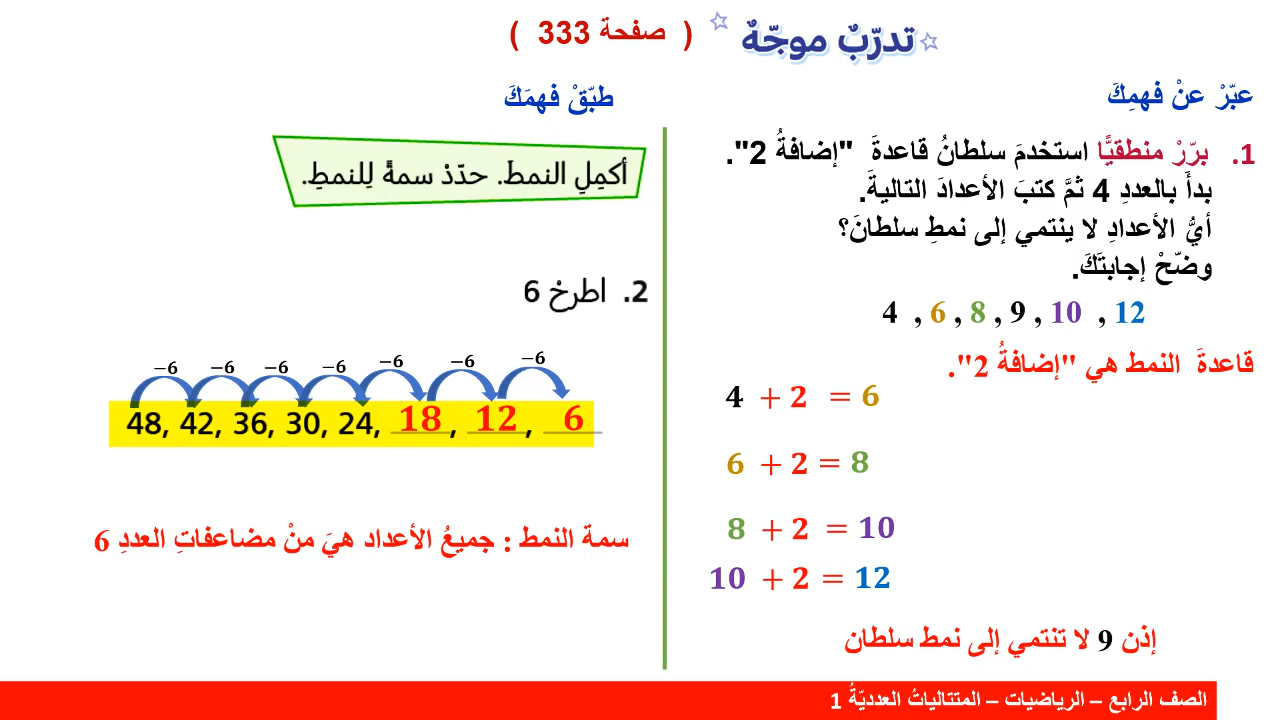 تدرّبٌ موجّهٌ ( صفحة 333 )
عبّرْ عنْ فهمِكَ
1. برّرْ منطقيًّا استخدمَ سلطانُ قاعدةَ "إضافةُ 2".
بدأَ بالعددِ 4 ثمَّ كتبَ الأعدادَ التاليةَ.
أيُّ الأعدادِ لا ينتمي إلى نمطِ سلطانَ؟
وضّحْ إجابتَكَ.
4 , 6 , 8 , 9 , 10 , 12
قاعدةَ النمط هي "إضافةُ 2".
4 + 2 = 6
6 + 2 = 8
8 + 2 = 10
10 + 2 = 12
إذن 9 لا تنتمي إلى نمط سلطان
طبّقْ فهمَكَ
أكمِلِ النمطَ. حدّدْ سمةً لِلنمطِ.
2. اطرحْ 6
−6 −6 −6 −6 −6 −6 −6
48, 42, 36, 30, 24, 18, 12, 6
سمة النمط : جميعُ الأعداد هيَ منْ مضاعفاتِ العددِ 6
الصف الرابع – الرياضيات – المتتالياتُ العدديّةُ 1